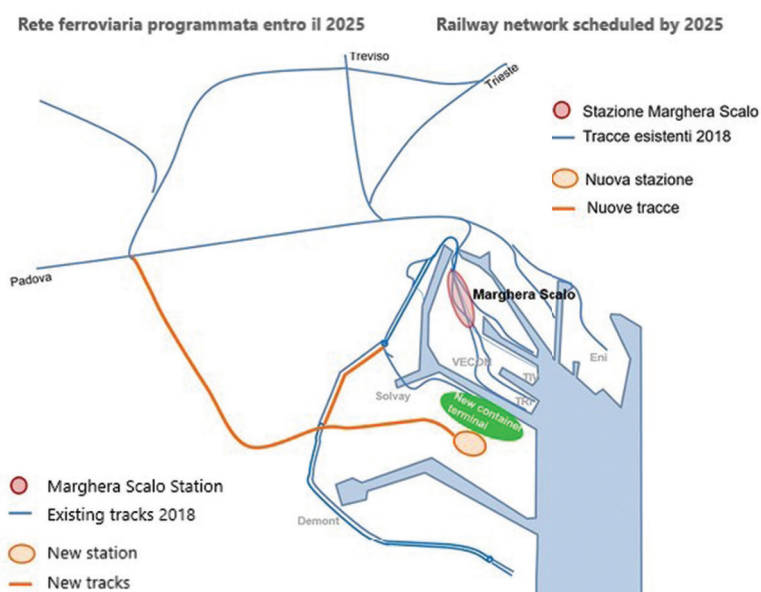 Rete ferroviaria programmata entro il 2025
Railway network scheduled by 2025
Treviso
Trieste
Stazione Marghera Scalo
Tracce esistenti 2018
Nuova stazione
Nuove tracce
Padova
Marghera Scalo
VECON
Eni
TIV
Solvay
TRI
New container
terminal
Marghera Scalo Station
Existing tracks 2018
Demont
New station
New tracks